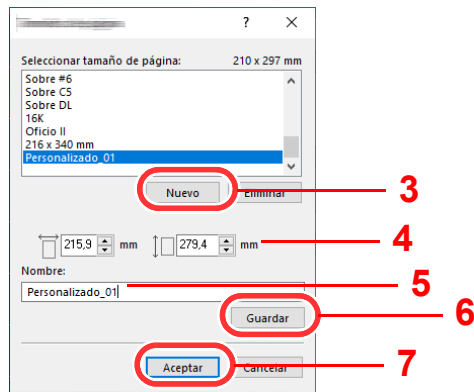 ?
Seleccionar tamaño de página: 210 x 297 mm
Sobre #6
Sobre C5
Sobre DL
16K
Oficio II
216 x 340 mm
Personalizado_01
Nuevo Eliminar 3
215,9 mm 279,4 mm 4
Nombre:
Personalizado_01 5
Guardar 6
Aceptar Cancelar 7